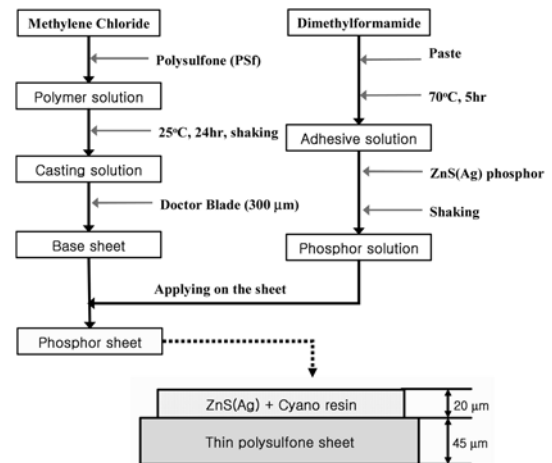 Methylene Chloride
Polysulfone (PSf)
Polymer solution
25°C, 24hr, shaking
Casting solution
Doctor Blade (300 μm)
Base sheet
Dimethylformamide
Paste
70°C, 5hr
Adhesive solution
ZnS(Ag) phosphor
Shaking
Phosphor solution
Applying on the sheet
Phosphor sheet
ZnS(Ag) + Cyano resin
20 μm
Thin polysulfone sheet
45 μm